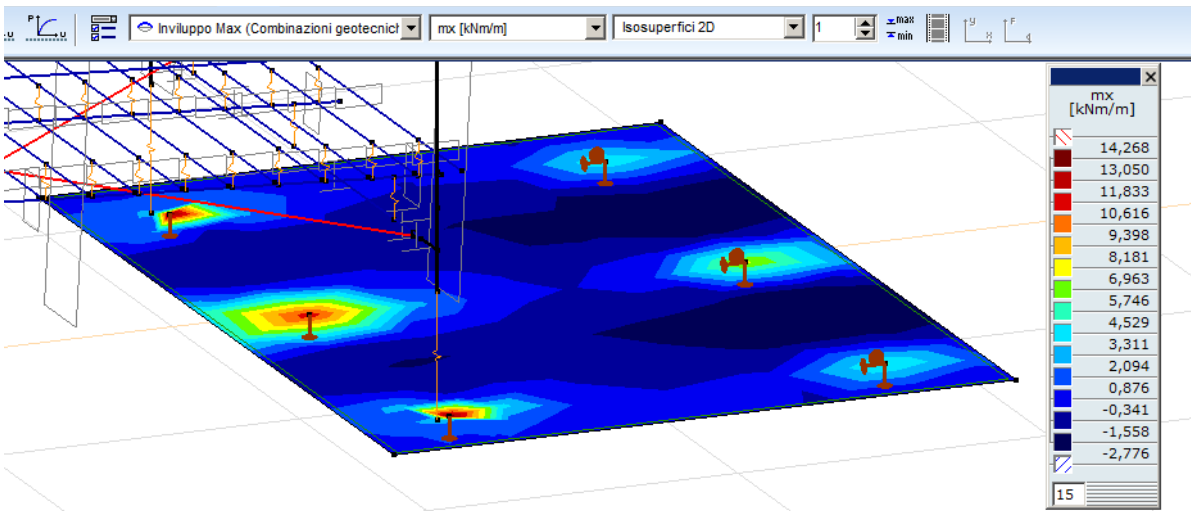 P
u
u
Inviluppo Max (Combinazioni geotecnich
mx [kNm/m]
Isosuperfici 2D
1
max
min
y
x
F
d
mx
[kNm/m]
14,268
13,050
11,833
10,616
9,398
8,181
6,963
5,746
4,529
3,311
2,094
0,876
-0,341
-1,558
-2,776
15